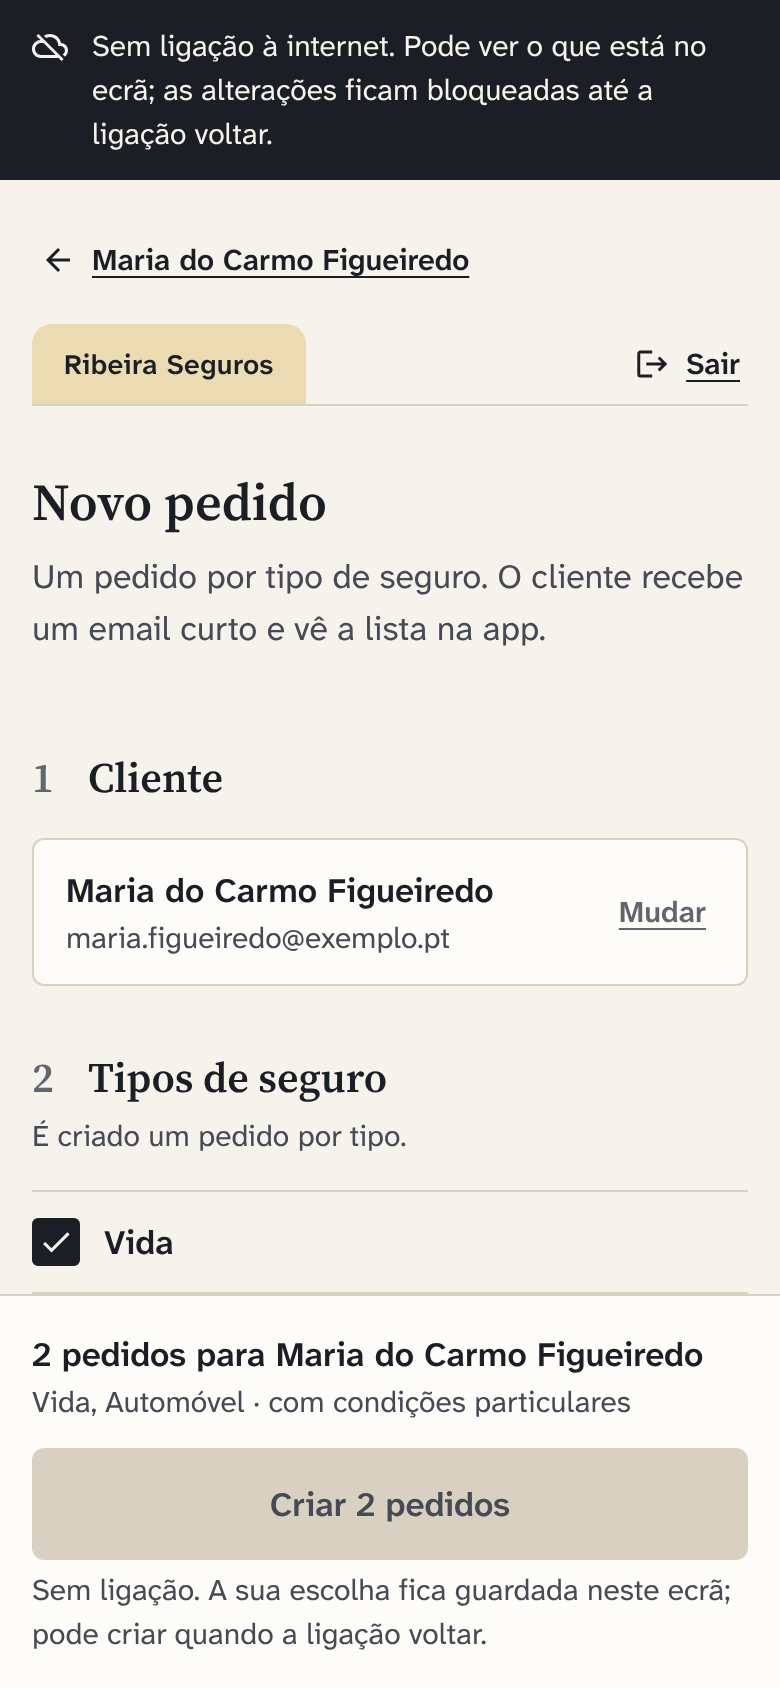 Sem ligação à internet. Pode ver o que está no
ecrã; as alterações ficam bloqueadas até a
ligação voltar.
Maria do Carmo Figueiredo
Ribeira Seguros
Sair
Novo pedido
Um pedido por tipo de seguro. O cliente recebe
um email curto e vê a lista na app.
1 Cliente
Maria do Carmo Figueiredo
maria.figueiredo@exemplo.pt
Mudar
2 Tipos de seguro
É criado um pedido por tipo.
Vida
2 pedidos para Maria do Carmo Figueiredo
Vida, Automóvel · com condições particulares
Criar 2 pedidos
Sem ligação. A sua escolha fica guardada neste ecrã;
pode criar quando a ligação voltar.